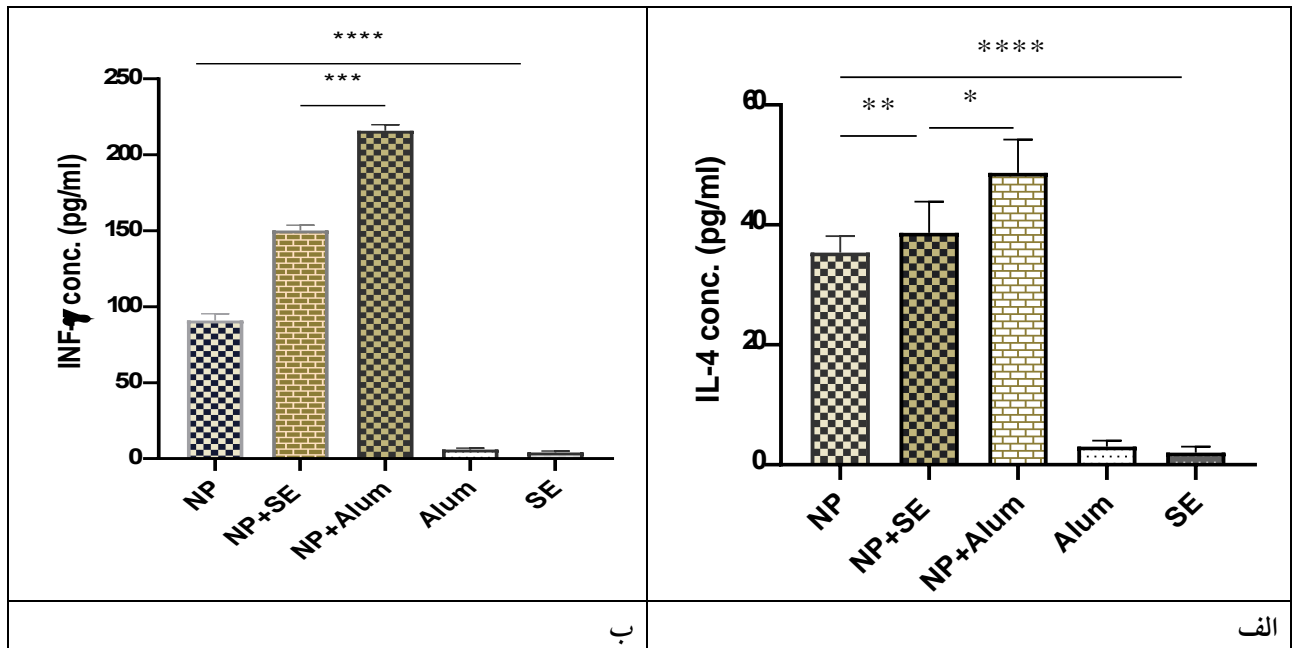 ****
***
250
200
150
100
50
0
INF-γ conc. (pg/ml)
NP
NP+SE
NP+Alum
Alum
SE
ب
****
**
*
60
40
20
0
IL-4 conc. (pg/ml)
NP
NP+SE
NP+Alum
Alum
SE
الف